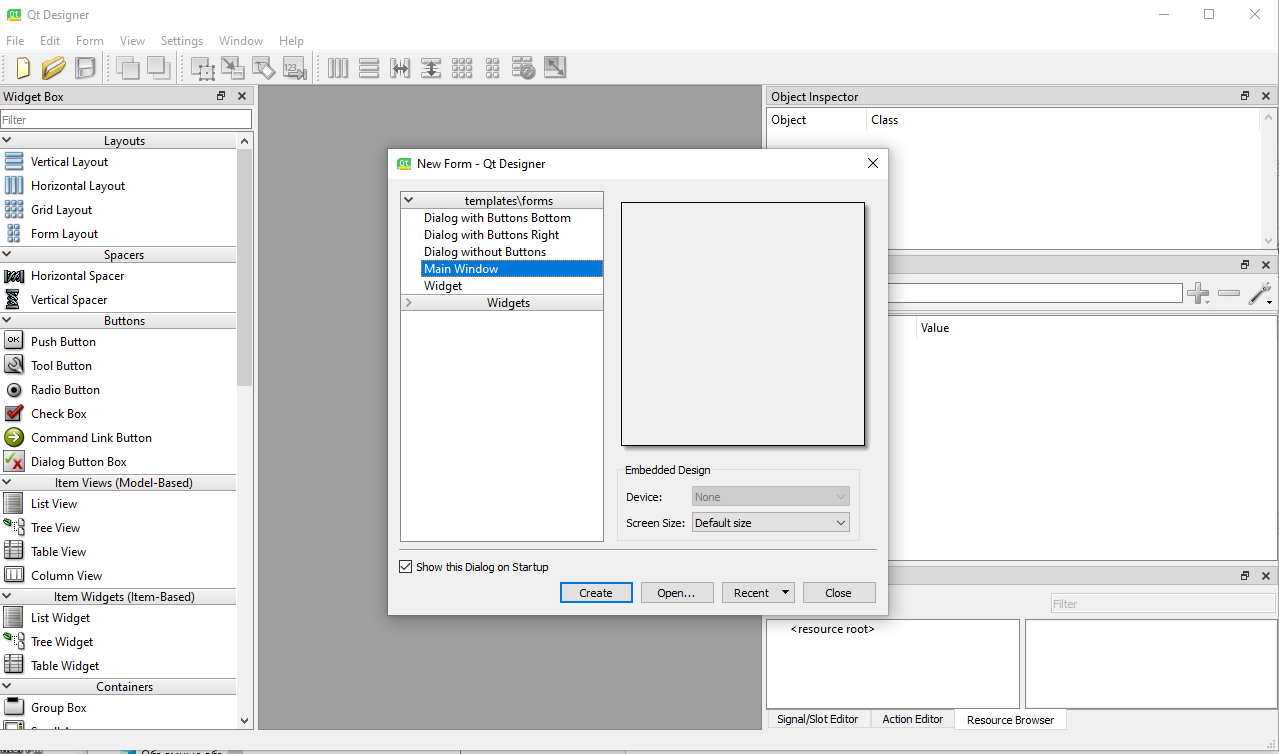 Qt Designer
File Edit Form View Settings Window Help
Widget Box
Filter
Layouts
Vertical Layout
Horizontal Layout
Grid Layout
Form Layout
Spacers
Horizontal Spacer
Vertical Spacer
Buttons
OK
Push Button
Tool Button
Radio Button
Check Box
Command Link Button
Dialog Button Box
Item Views (Model-Based)
List View
Tree View
Table View
Column View
Item Widgets (Item-Based)
List Widget
Tree Widget
Table Widget
Containers
Group Box
New Form - Qt Designer
templates\forms
Dialog with Buttons Bottom
Dialog with Buttons Right
Dialog without Buttons
Main Window
Widget
Widgets
Embedded Design
Device: None
Screen Size: Default size
Show this Dialog on Startup
Create Open... Recent Close
Object Inspector
Object Class
Value
Filter
<resource root>
Signal/Slot Editor Action Editor Resource Browser